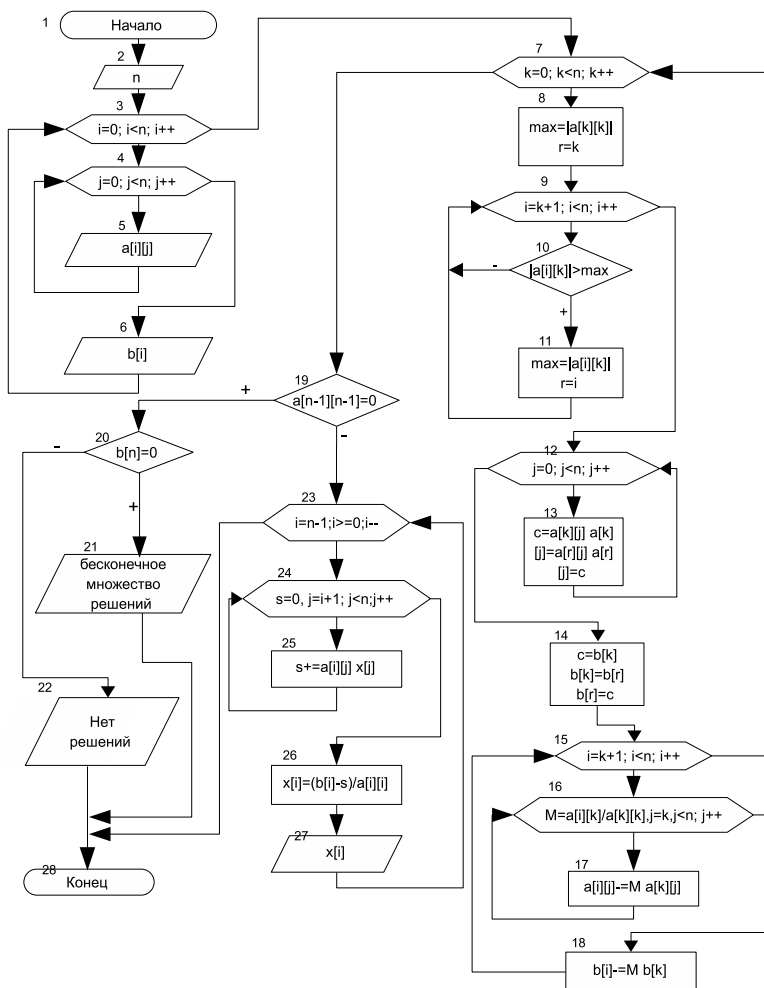 1
Начало
2
n
3
i=0; i<n; i++
4
j=0; j<n; j++
5
a[i][j]
6
b[i]
7
k=0; k<n; k++
8
max=|a[k][k]|
r=k
9
i=k+1; i<n; i++
10
|a[i][k]|>max
-
+
11
max=|a[i][k]|
r=i
12
j=0; j<n; j++
13
c=a[k][j] a[k]
[j]=a[r][j] a[r]
[j]=c
14
c=b[k]
b[k]=b[r]
b[r]=c
15
i=k+1; i<n; i++
16
M=a[i][k]/a[k][k],j=k,j<n; j++
17
a[i][j]-=M a[k][j]
18
b[i]-=M b[k]
19
a[n-1][n-1]=0
+
-
20
b[n]=0
-
+
21
бесконечное
множество
решений
22
Нет
решений
23
i=n-1;i>=0;i--
24
s=0, j=i+1; j<n;j++
25
s+=a[i][j] x[j]
26
x[i]=(b[i]-s)/a[i][i]
27
x[i]
28
Конец